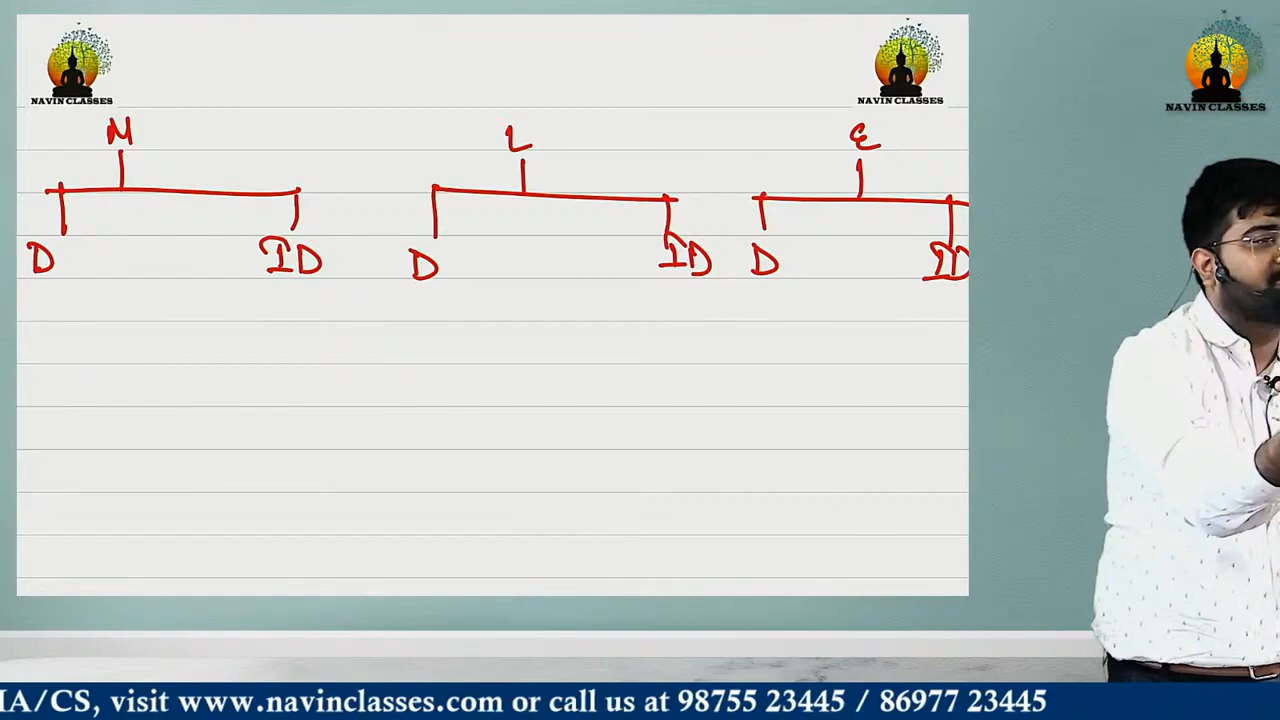 NAVIN CLASSES
NAVIN CLASSES
NAVIN CLASSES
M L E
D ID D ID D ID
IA/CS, visit www.navinclasses.com or call us at 98755 23445 / 86977 23445